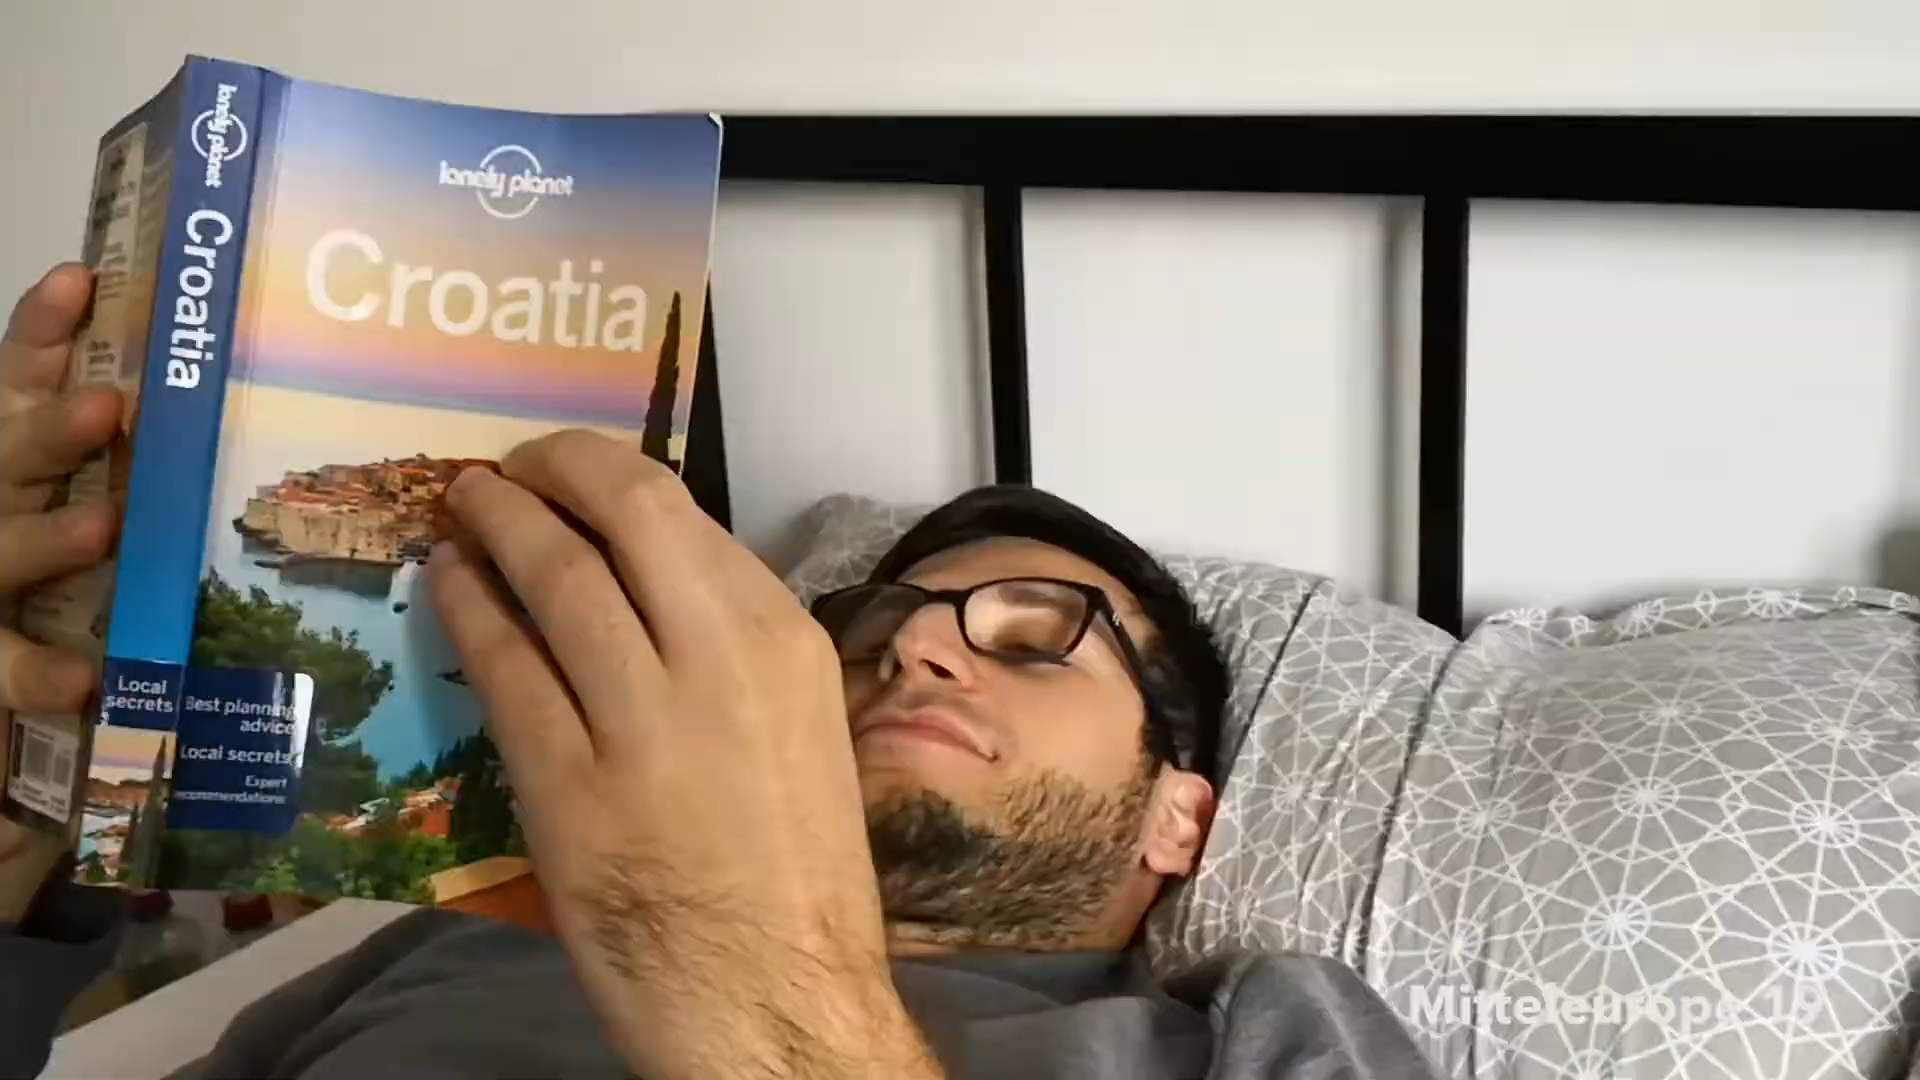 lonely planet
Croatia
Local
secrets
lonely planet
Croatia
Best planning
advice
Local secrets
Expert
recommendations
Mitteleurope 19